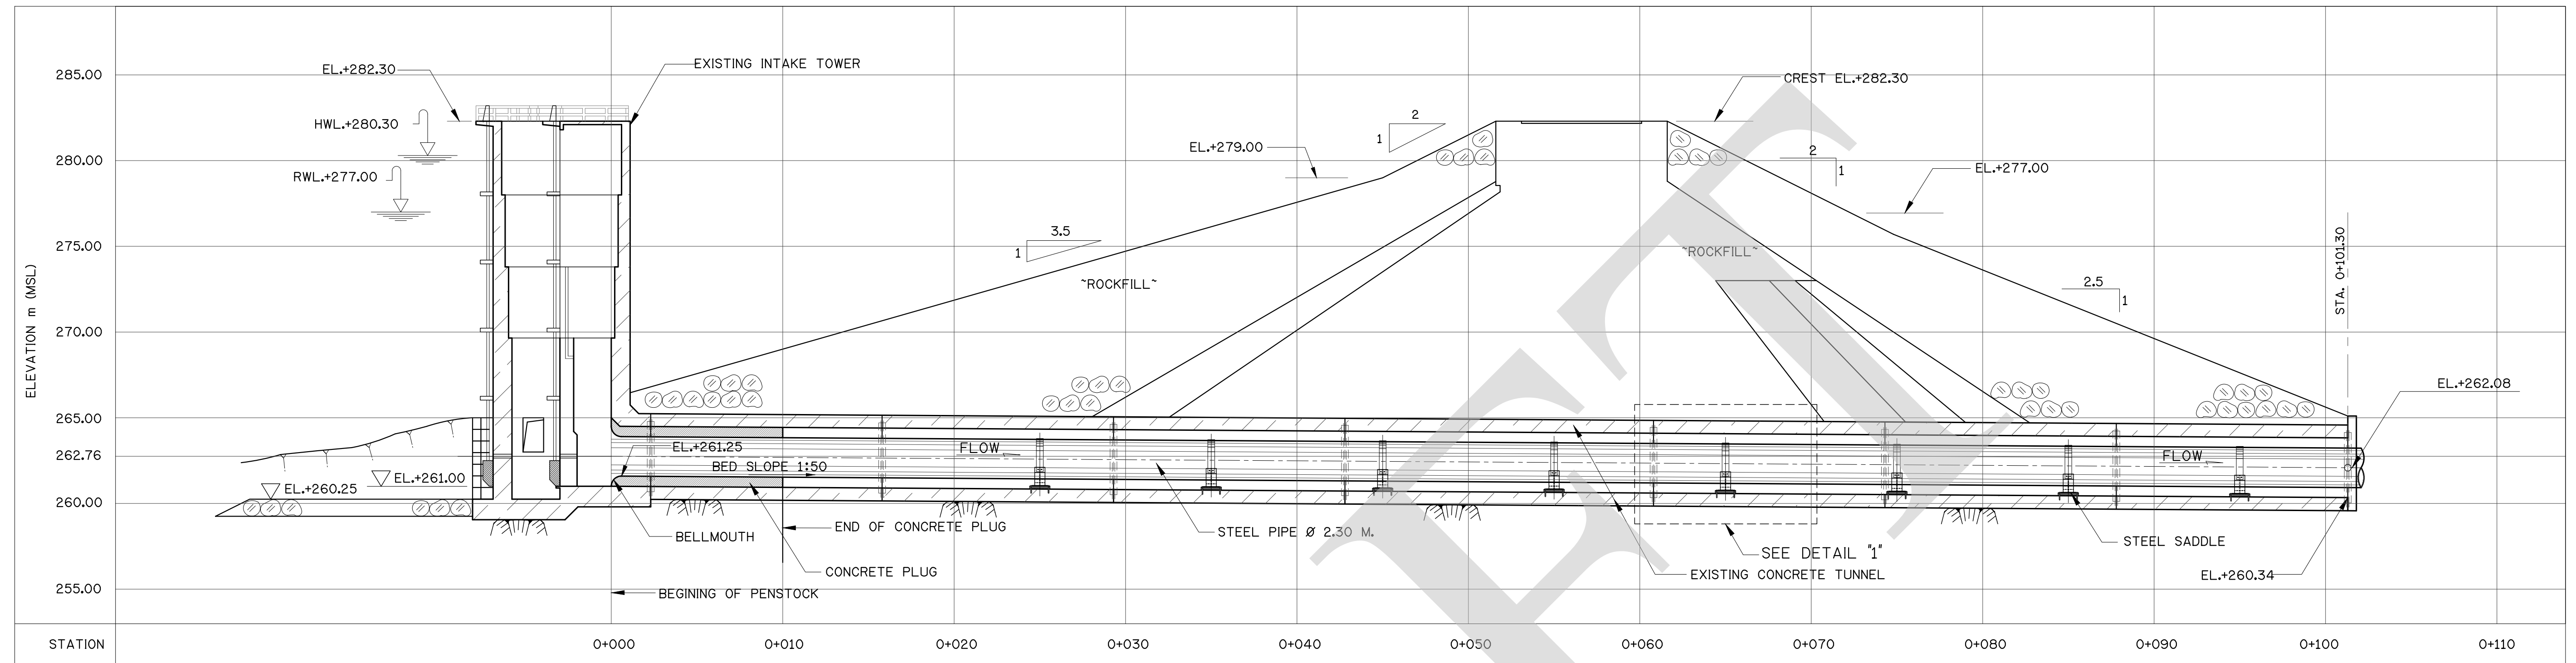 285.00
280.00
275.00
270.00
265.00
262.76
260.00
255.00
ELEVATION m (MSL)
EL.+282.30
EXISTING INTAKE TOWER
HWL.+280.30
RWL.+277.00
CREST EL.+282.30
2
1
EL.+279.00
2
1
EL.+277.00
3.5
1
~ROCKFILL~
~ROCKFILL~
2.5
1
STA. 0+101.30
EL.+262.08
EL.+261.25
FLOW
BED SLOPE 1:50
FLOW
EL.+261.00
EL.+260.25
END OF CONCRETE PLUG
STEEL PIPE Ø 2.30 M.
BELLMOUTH
CONCRETE PLUG
BEGINING OF PENSTOCK
SEE DETAIL "1"
EXISTING CONCRETE TUNNEL
STEEL SADDLE
EL.+260.34
STATION
0+000
0+010
0+020
0+030
0+040
0+050
0+060
0+070
0+080
0+090
0+100
0+110